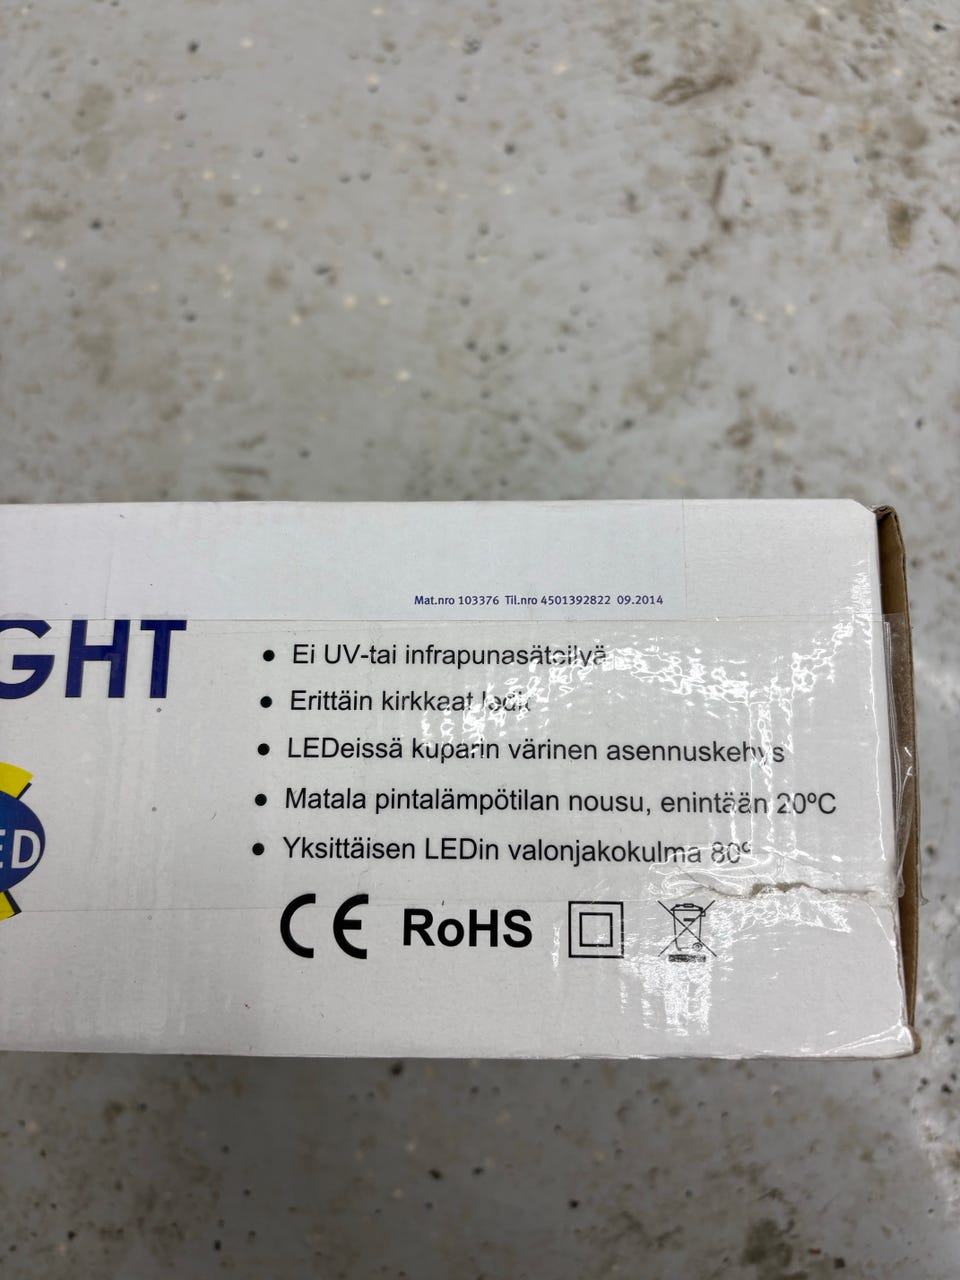 Mat.nro 103376 Til.nro 4501392822 09.2014
GHT
• Ei UV-tai infrapunasäteilyä
• Erittäin kirkkaat ledit
• LEDeissä kuparin värinen asennuskehys
• Matala pintalämpötilan nousu, enintään 20ºC
• Yksittäisen LEDin valonjakokulma 80º
ED
CE RoHS